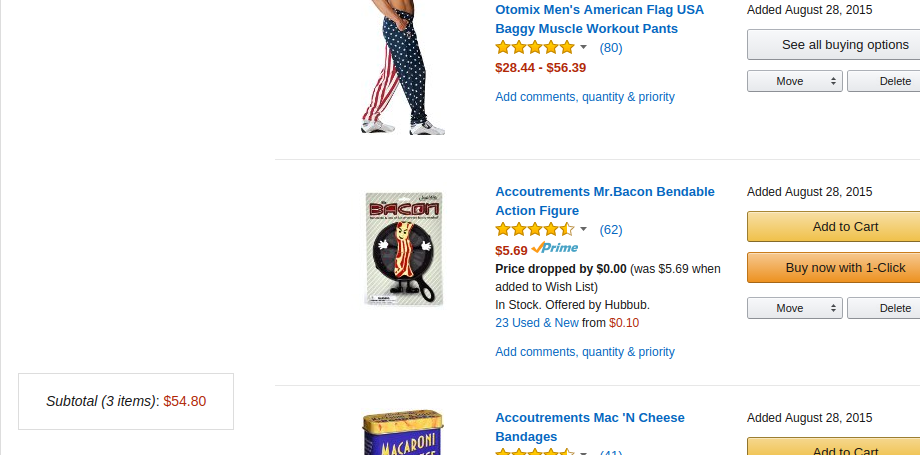 Otomix Men's American Flag USA
Baggy Muscle Workout Pants
(80)
$28.44 - $56.39
Add comments, quantity & priority
Added August 28, 2015
See all buying options
Move
Delete
BACON
Accoutrements Mr.Bacon Bendable
Action Figure
(62)
$5.69 Prime
Price dropped by $0.00 (was $5.69 when
added to Wish List)
In Stock. Offered by Hubbub.
23 Used & New from $0.10
Add comments, quantity & priority
Added August 28, 2015
Add to Cart
Buy now with 1-Click
Move
Delete
Subtotal (3 items): $54.80
MACARONI
Accoutrements Mac 'N Cheese
Bandages
(41)
Added August 28, 2015
Add to Cart